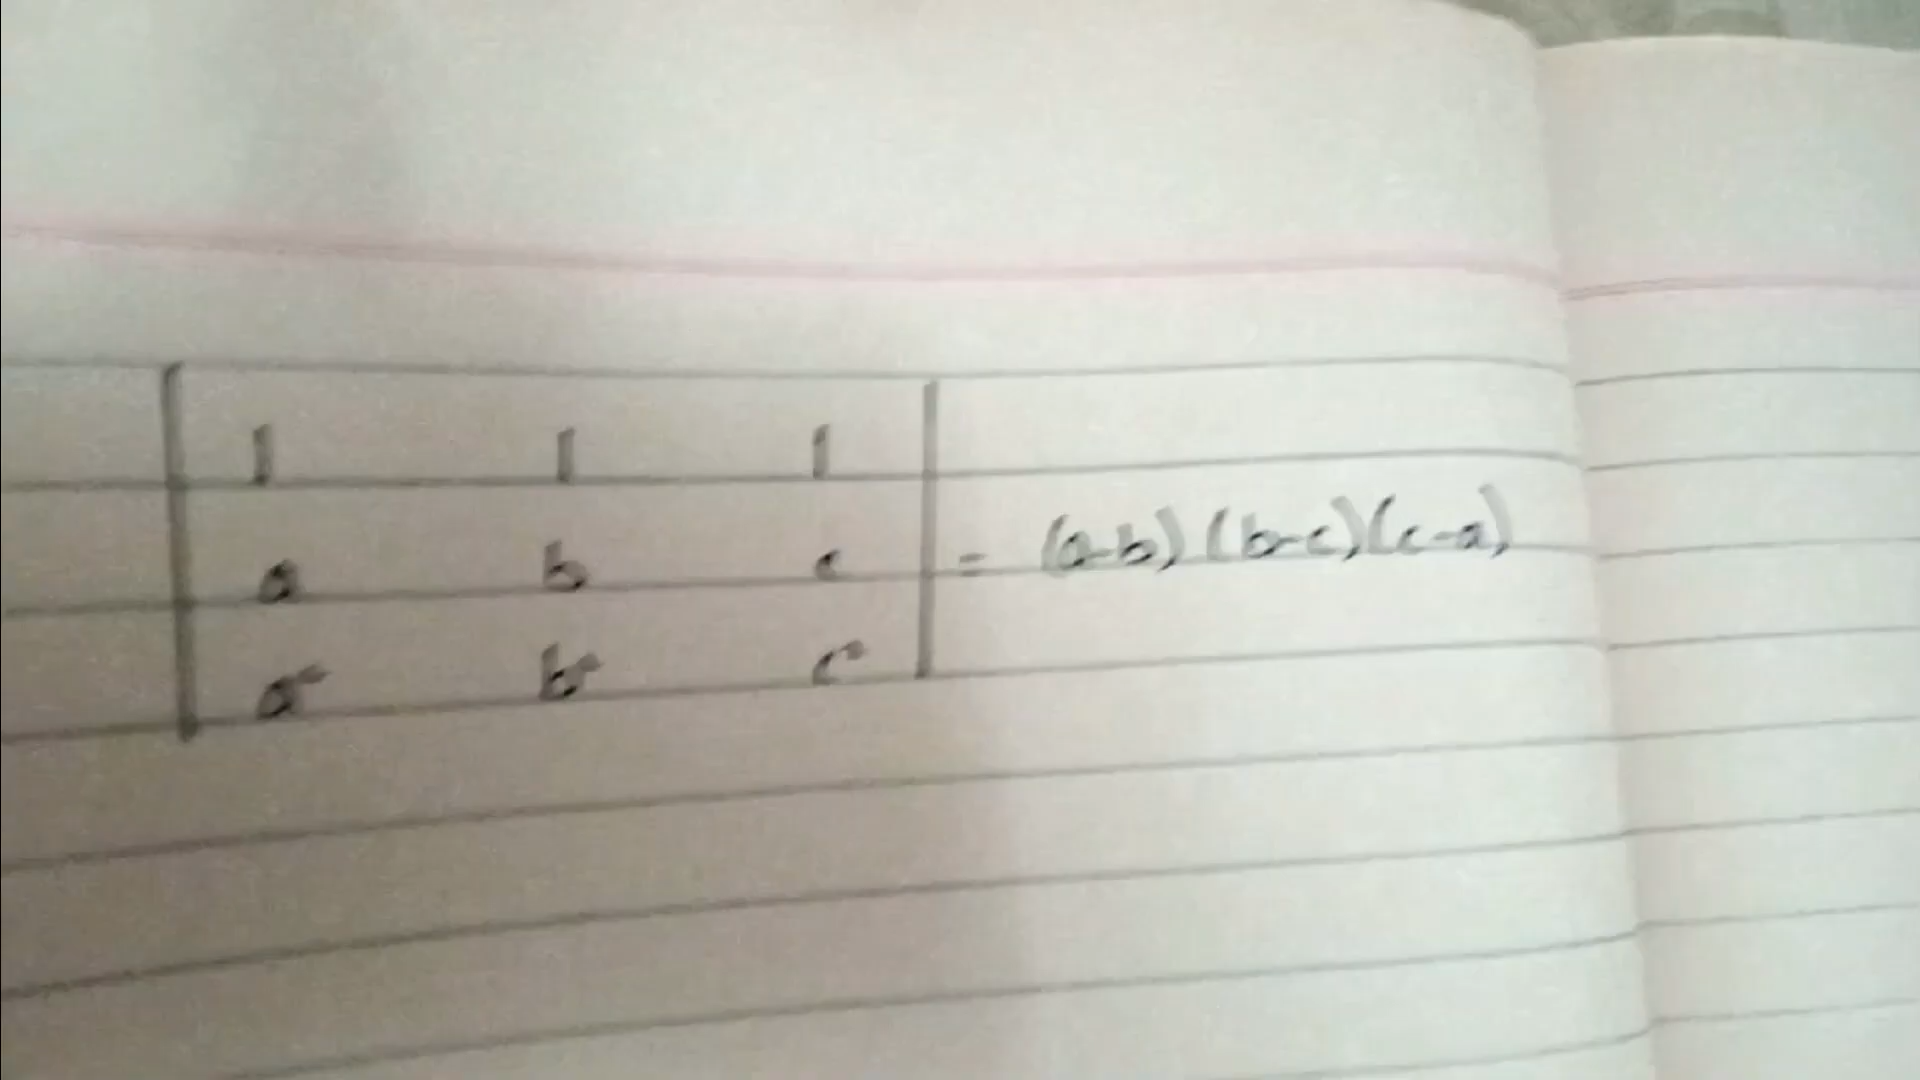 | 1 1 1 |
| a b c | = (a-b) (b-c) (c-a)
| a² b² c² |